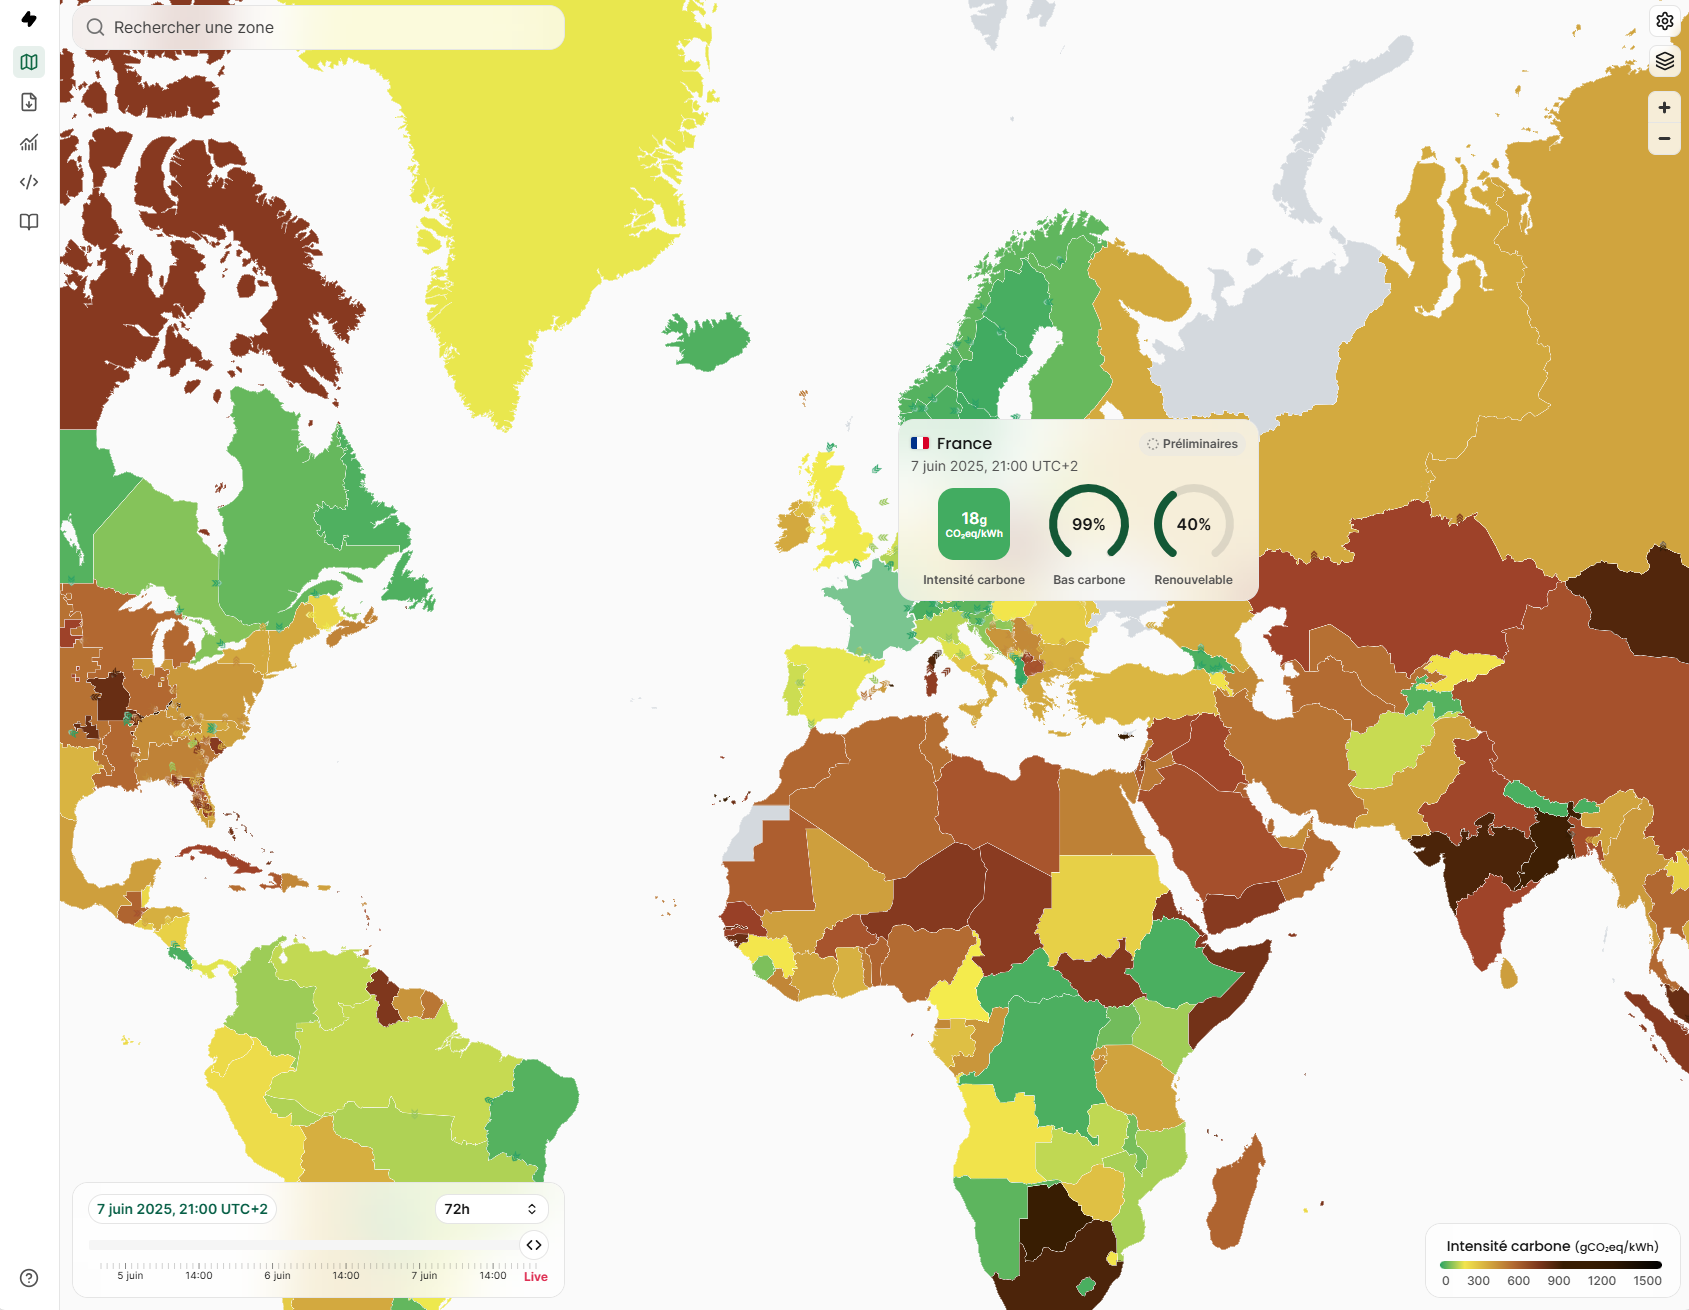 Rechercher une zone
France
Préliminaires
7 juin 2025, 21:00 UTC+2
18g
CO₂eq/kWh
99%
40%
Intensité carbone
Bas carbone
Renouvelable
7 juin 2025, 21:00 UTC+2
72h
5 juin
14:00
6 juin
14:00
7 juin
14:00
Live
Intensité carbone (gCO₂eq/kWh)
0 300 600 900 1200 1500